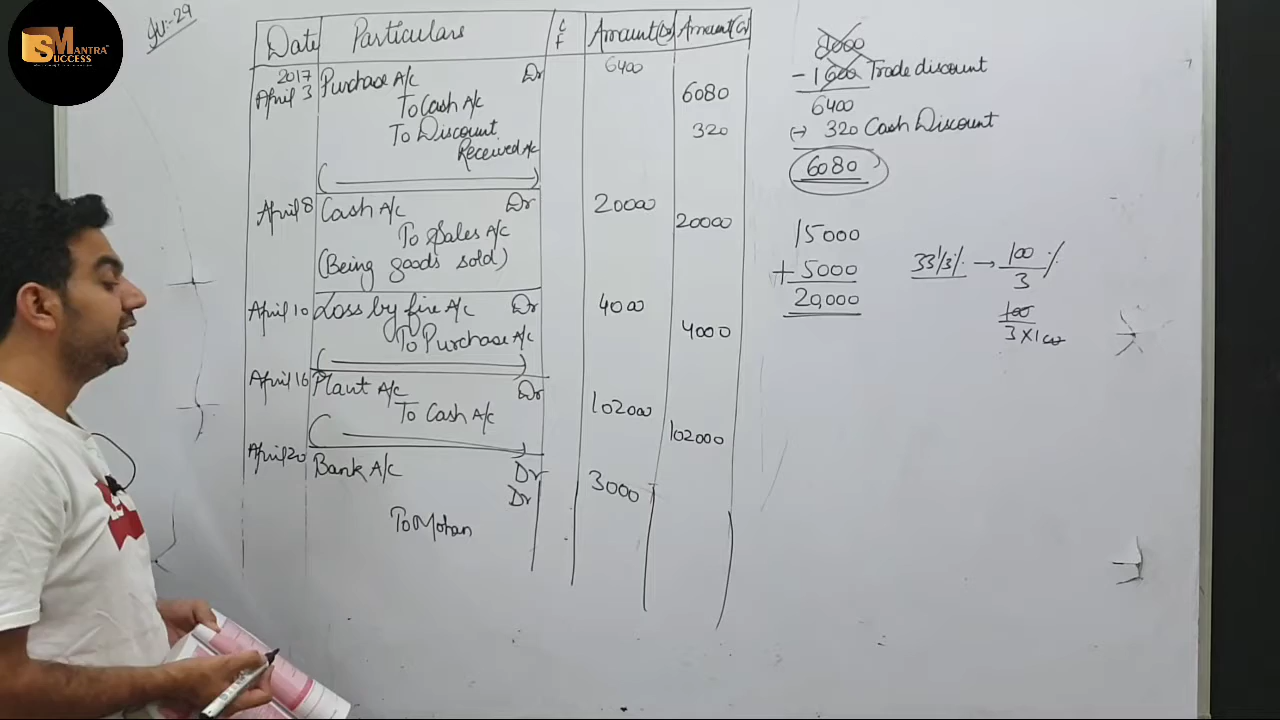 SMANTRA
SUCCESS
Date Particulars L F Amount(Dr) Amount(Cr)
2017
April 3 Purchase A/c Dr 6400
To Cash A/c 6080
To Discount 320
Received A/c
April 8 Cash A/c Dr 20000
To Sales A/c 20000
(Being goods sold)
April 10 Loss by fire A/c Dr 4000
To Purchase A/c 4000
April 16 Plant A/c Dr 102000
To Cash A/c 102000
April 20 Bank A/c Dr 3000
Dr
To Mohan
8000
- 1600 Trade discount
6400
(-) 320 Cash Discount
6080
15000
+ 5000
20,000
33 1/3 % → 100/3 %
100
3 × 100